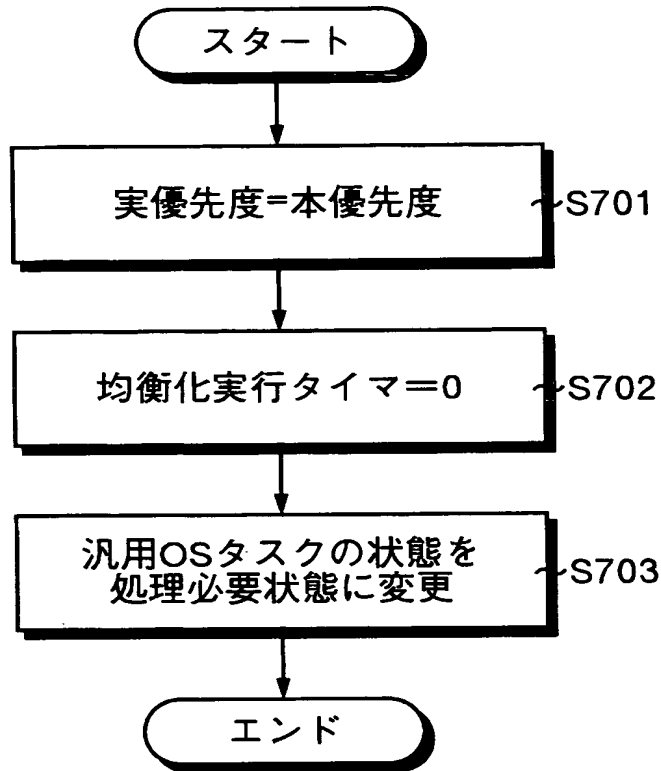 スタート
実優先度=本優先度
S701
均衡化実行タイマ=0
S702
汎用OSタスクの状態を
処理必要状態に変更
S703
エンド